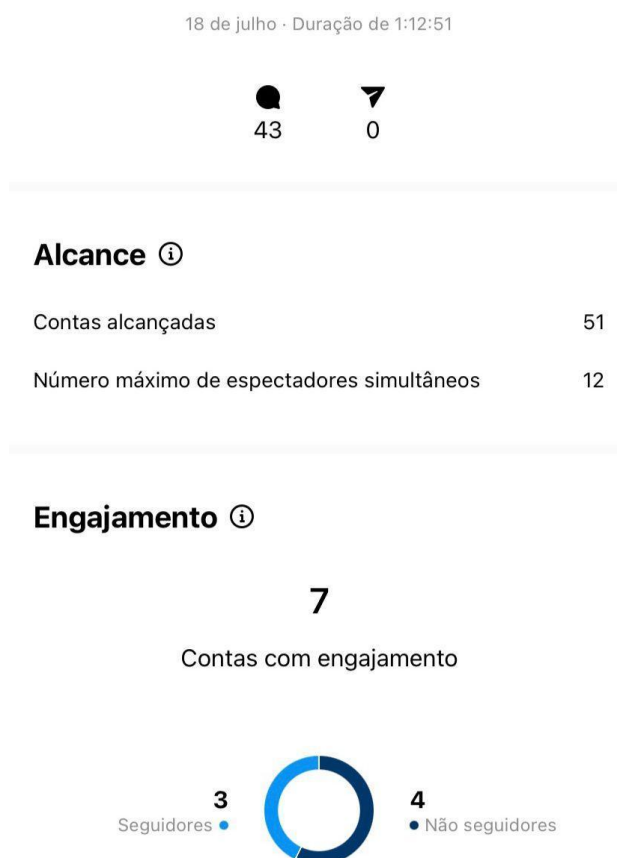 18 de julho · Duração de 1:12:51
43 0
Alcance
Contas alcançadas 51
Número máximo de espectadores simultâneos 12
Engajamento
7
Contas com engajamento
3 4
Seguidores Não seguidores